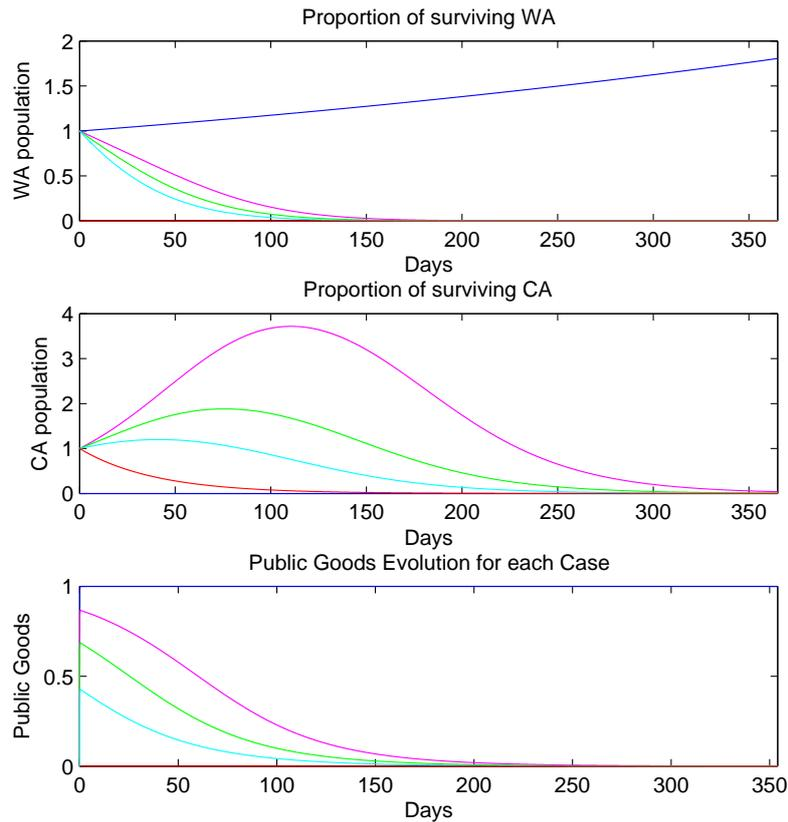 Proportion of surviving WA
2
1.5
1
0.5
0
WA population
0 50 100 150 200 250 300 350
Days
Proportion of surviving CA
4
3
2
1
0
CA population
0 50 100 150 200 250 300 350
Days
Public Goods Evolution for each Case
1
0.5
0
Public Goods
0 50 100 150 200 250 300 350
Days